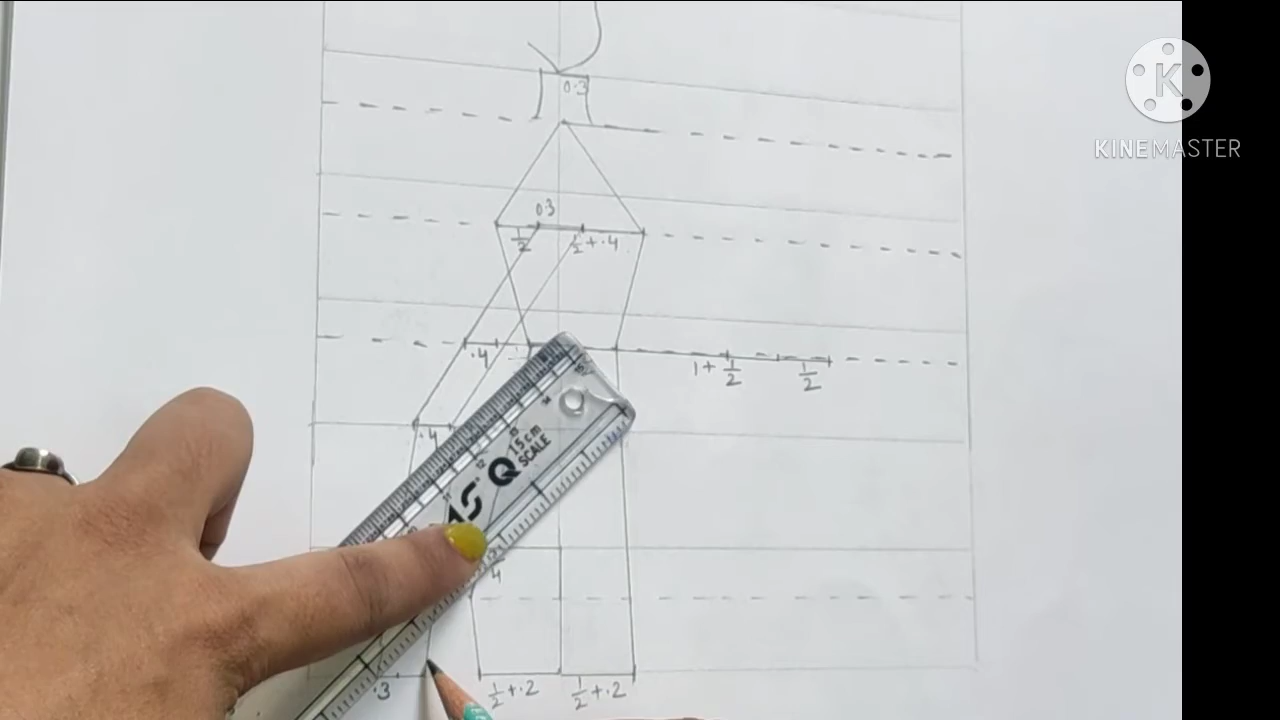 0.3
KINEMASTER
0.3
1/2
1/2 + .4
.4
1 + 1/2
1/2
.4
15 cm
SCALE
4
.3
1/2 + .2
1/2 + .2